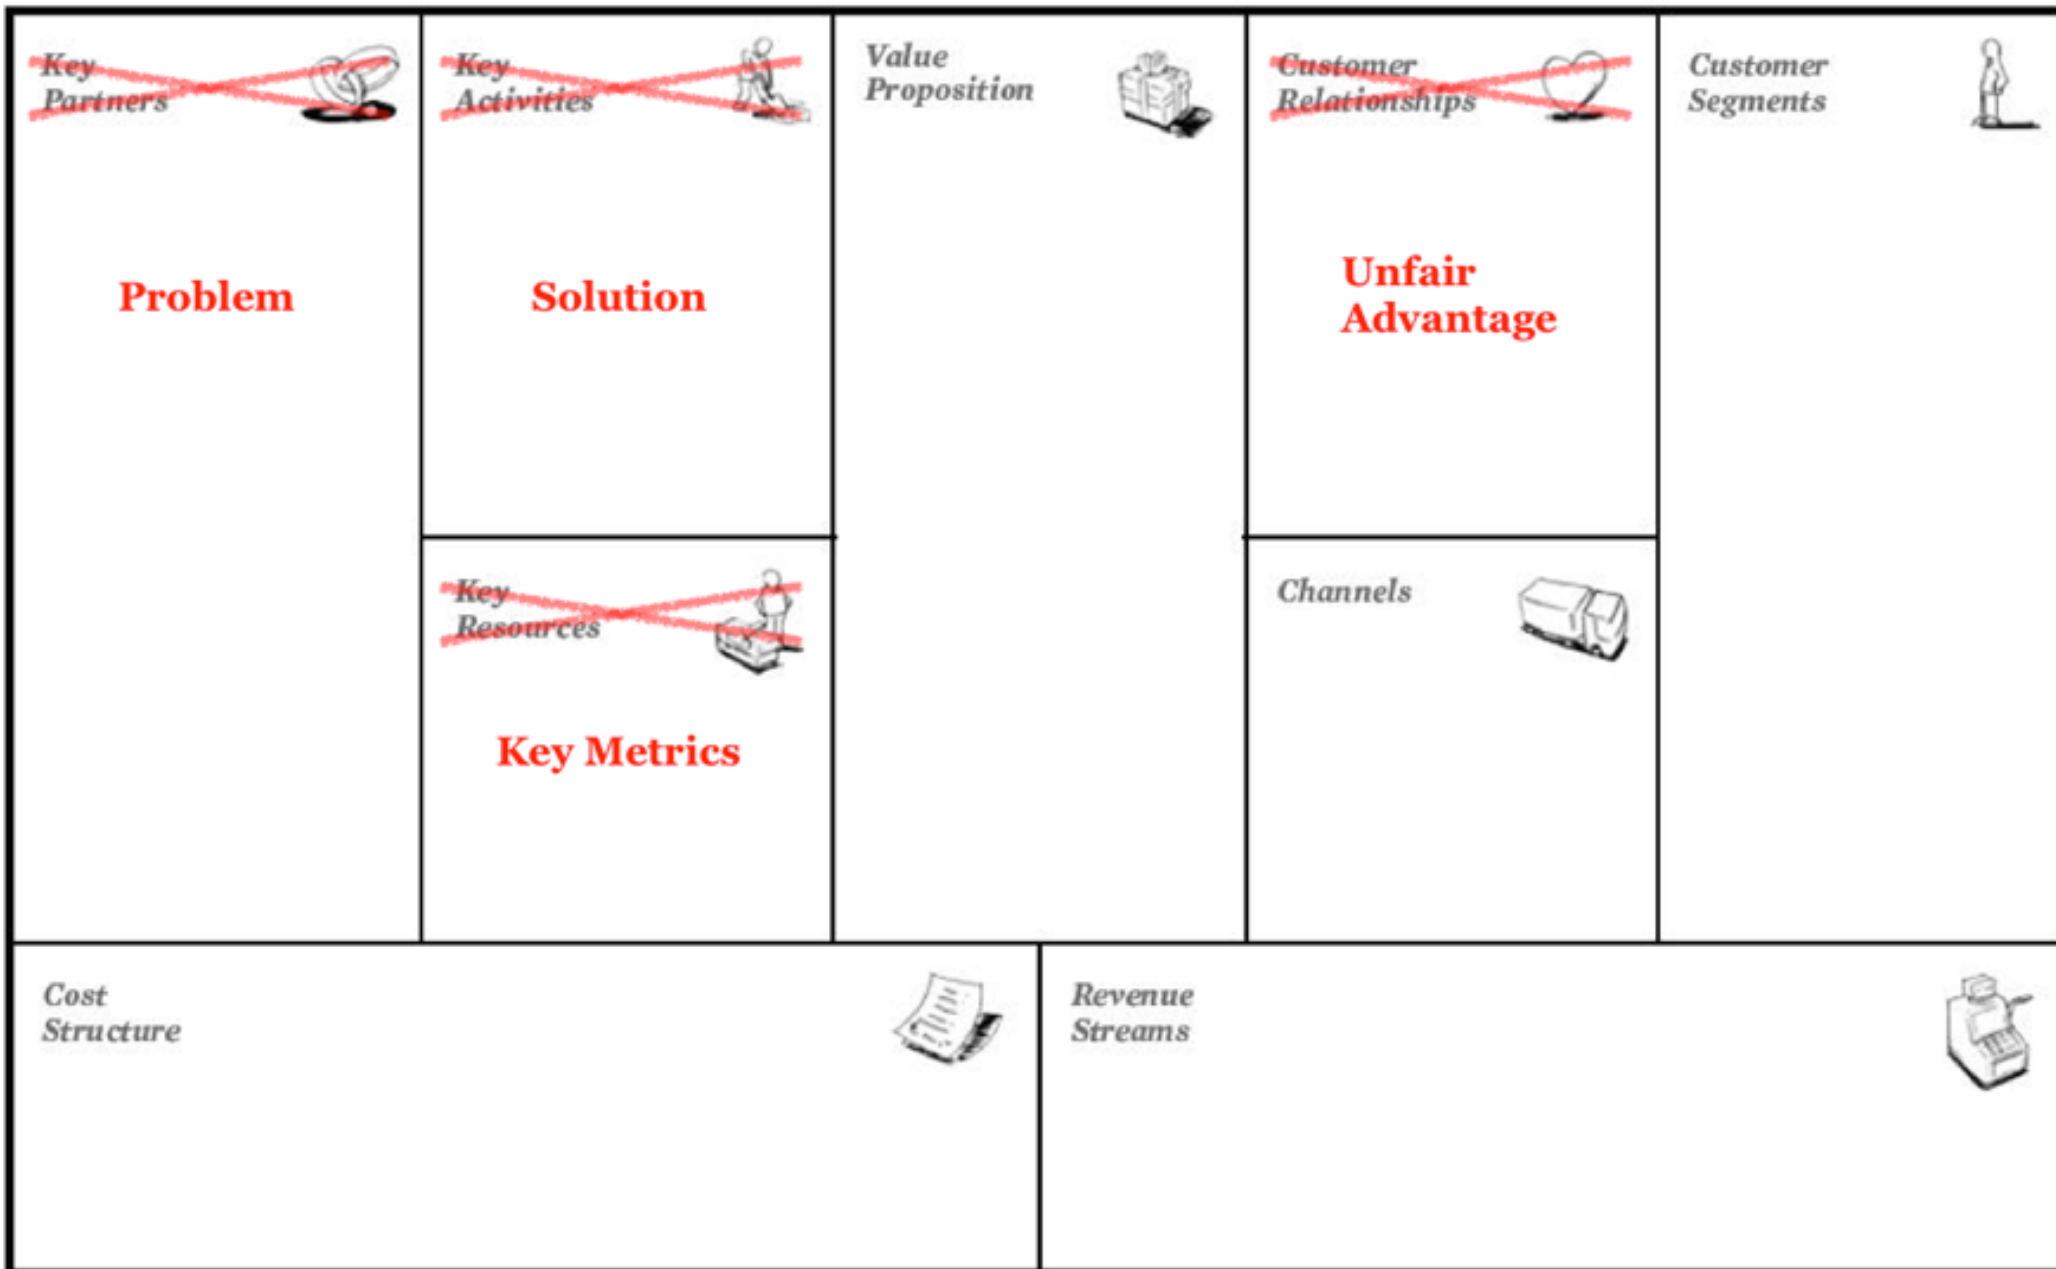 Key
Partners
Problem
Key
Activities
Solution
Key
Resources
Key Metrics
Value
Proposition
Customer
Relationships
Unfair
Advantage
Channels
Customer
Segments
Cost
Structure
Revenue
Streams